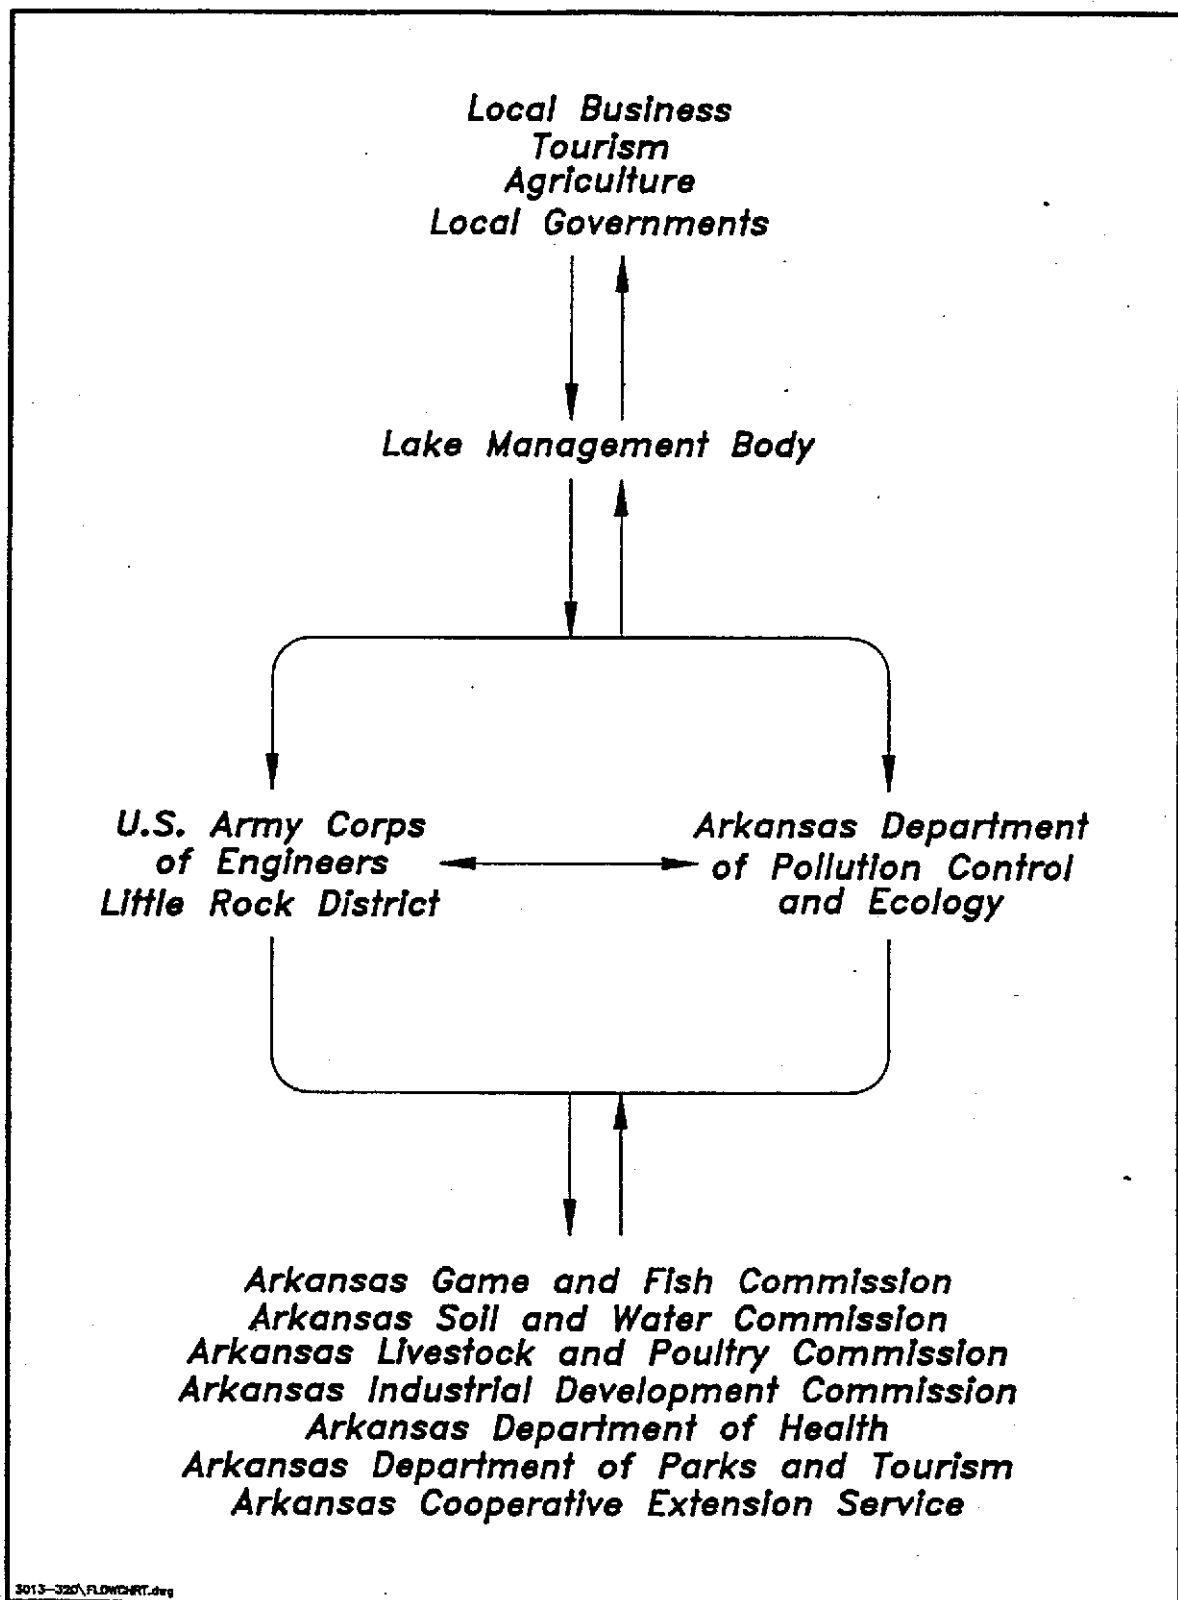 Local Business
Tourism
Agriculture
Local Governments
Lake Management Body
U.S. Army Corps
of Engineers
Little Rock District
Arkansas Department
of Pollution Control
and Ecology
Arkansas Game and Fish Commission
Arkansas Soil and Water Commission
Arkansas Livestock and Poultry Commission
Arkansas Industrial Development Commission
Arkansas Department of Health
Arkansas Department of Parks and Tourism
Arkansas Cooperative Extension Service
3013-320\FLOWCHRT.dwg